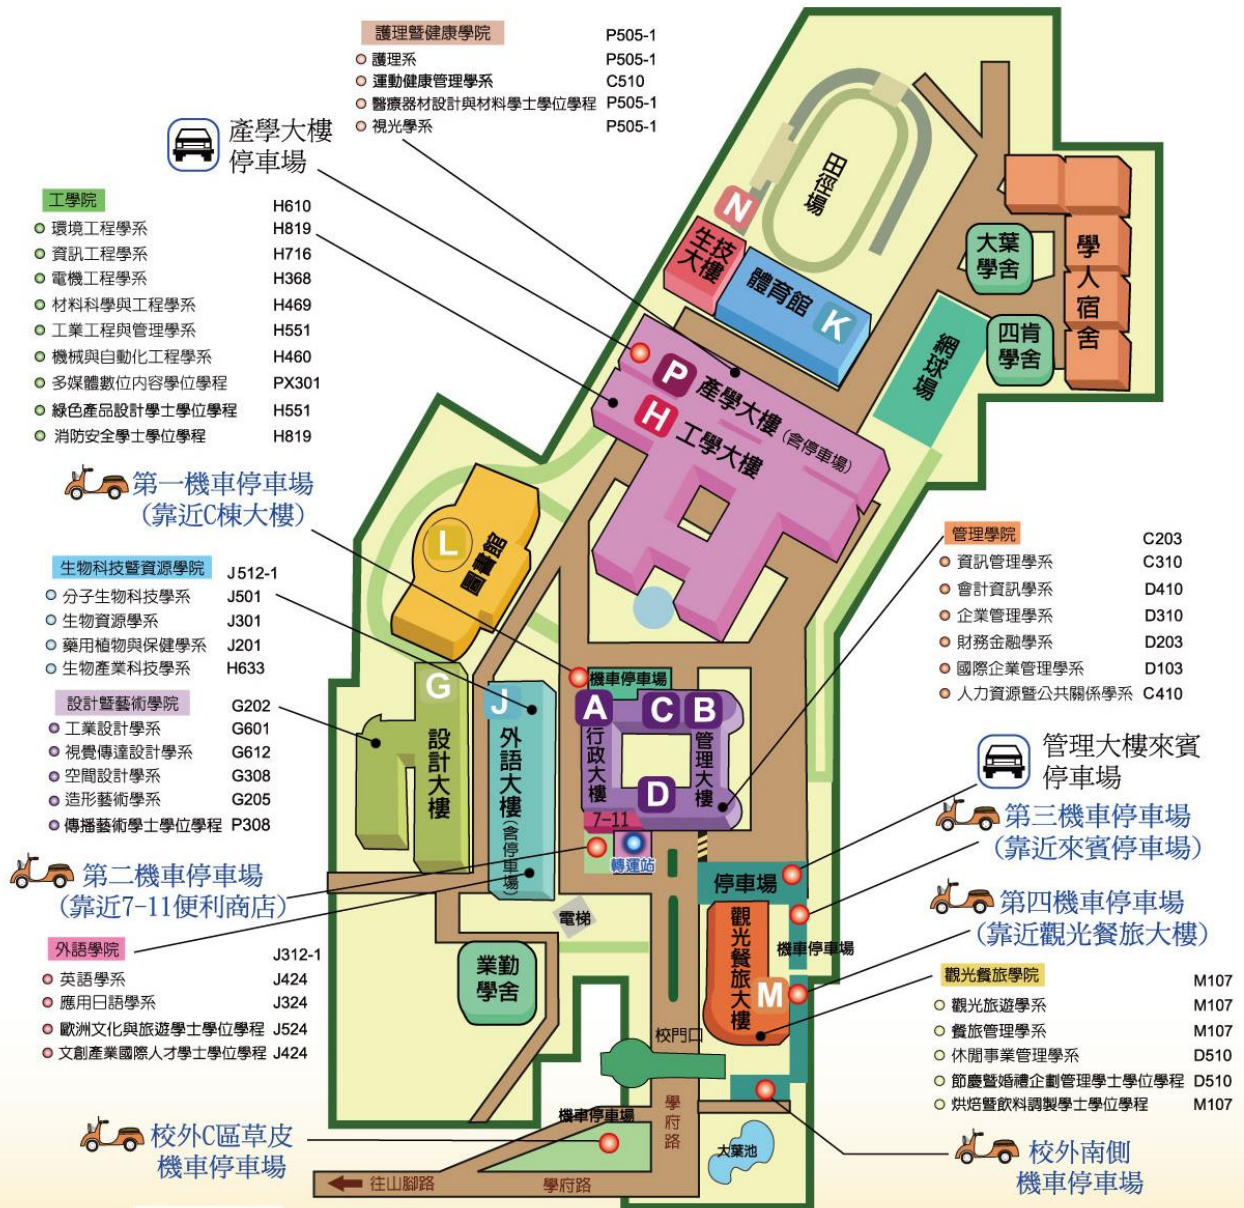 護理暨健康學院 P505-1
護理系 P505-1
運動健康管理學系 C510
醫療器材設計與材料學士學位學程 P505-1
視光學系 P505-1
產學大樓
停車場
工學院 H610
環境工程學系 H819
資訊工程學系 H716
電機工程學系 H368
材料科學與工程學系 H469
工業工程與管理學系 H551
機械與自動化工程學系 H460
多媒體數位內容學位學程 PX301
綠色產品設計學士學位學程 H551
消防安全學士學位學程 H819
第一機車停車場
(靠近C棟大樓)
生物科技暨資源學院 J512-1
分子生物科技學系 J501
生物資源學系 J301
藥用植物與保健學系 J201
生物產業科技學系 H633
設計暨藝術學院 G202
工業設計學系 G601
視覺傳達設計學系 G612
空間設計學系 G308
造形藝術學系 G205
傳播藝術學士學位學程 P308
第二機車停車場
(靠近7-11便利商店)
外語學院 J312-1
英語學系 J424
應用日語學系 J324
歐洲文化與旅遊學士學位學程 J524
文創產業國際人才學士學位學程 J424
校外C區草皮
機車停車場
田徑場
N
生技
大樓
體育館 K
大葉
學舍
學人宿舍
四肯
學舍
網球場
P 產學大樓(含停車場)
H 工學大樓
L 圖書館
G
設計大樓
J
外語大樓(含停車場)
機車停車場
A C B
行政大樓
管理大樓
D
7-11
轉運站
停車場
電梯
業勤
學舍
觀光餐旅大樓
M
機車停車場
校門口
機車停車場
學府路
大葉池
往山腳路
學府路
管理學院 C203
資訊管理學系 C310
會計資訊學系 D410
企業管理學系 D310
財務金融學系 D203
國際企業管理學系 D103
人力資源暨公共關係學系 C410
管理大樓來賓
停車場
第三機車停車場
(靠近來賓停車場)
第四機車停車場
(靠近觀光餐旅大樓)
觀光餐旅學院 M107
觀光旅遊學系 M107
餐旅管理學系 M107
休閒事業管理學系 D510
節慶暨婚禮企劃管理學士學位學程 D510
烘焙暨飲料調製學士學位學程 M107
校外南側
機車停車場